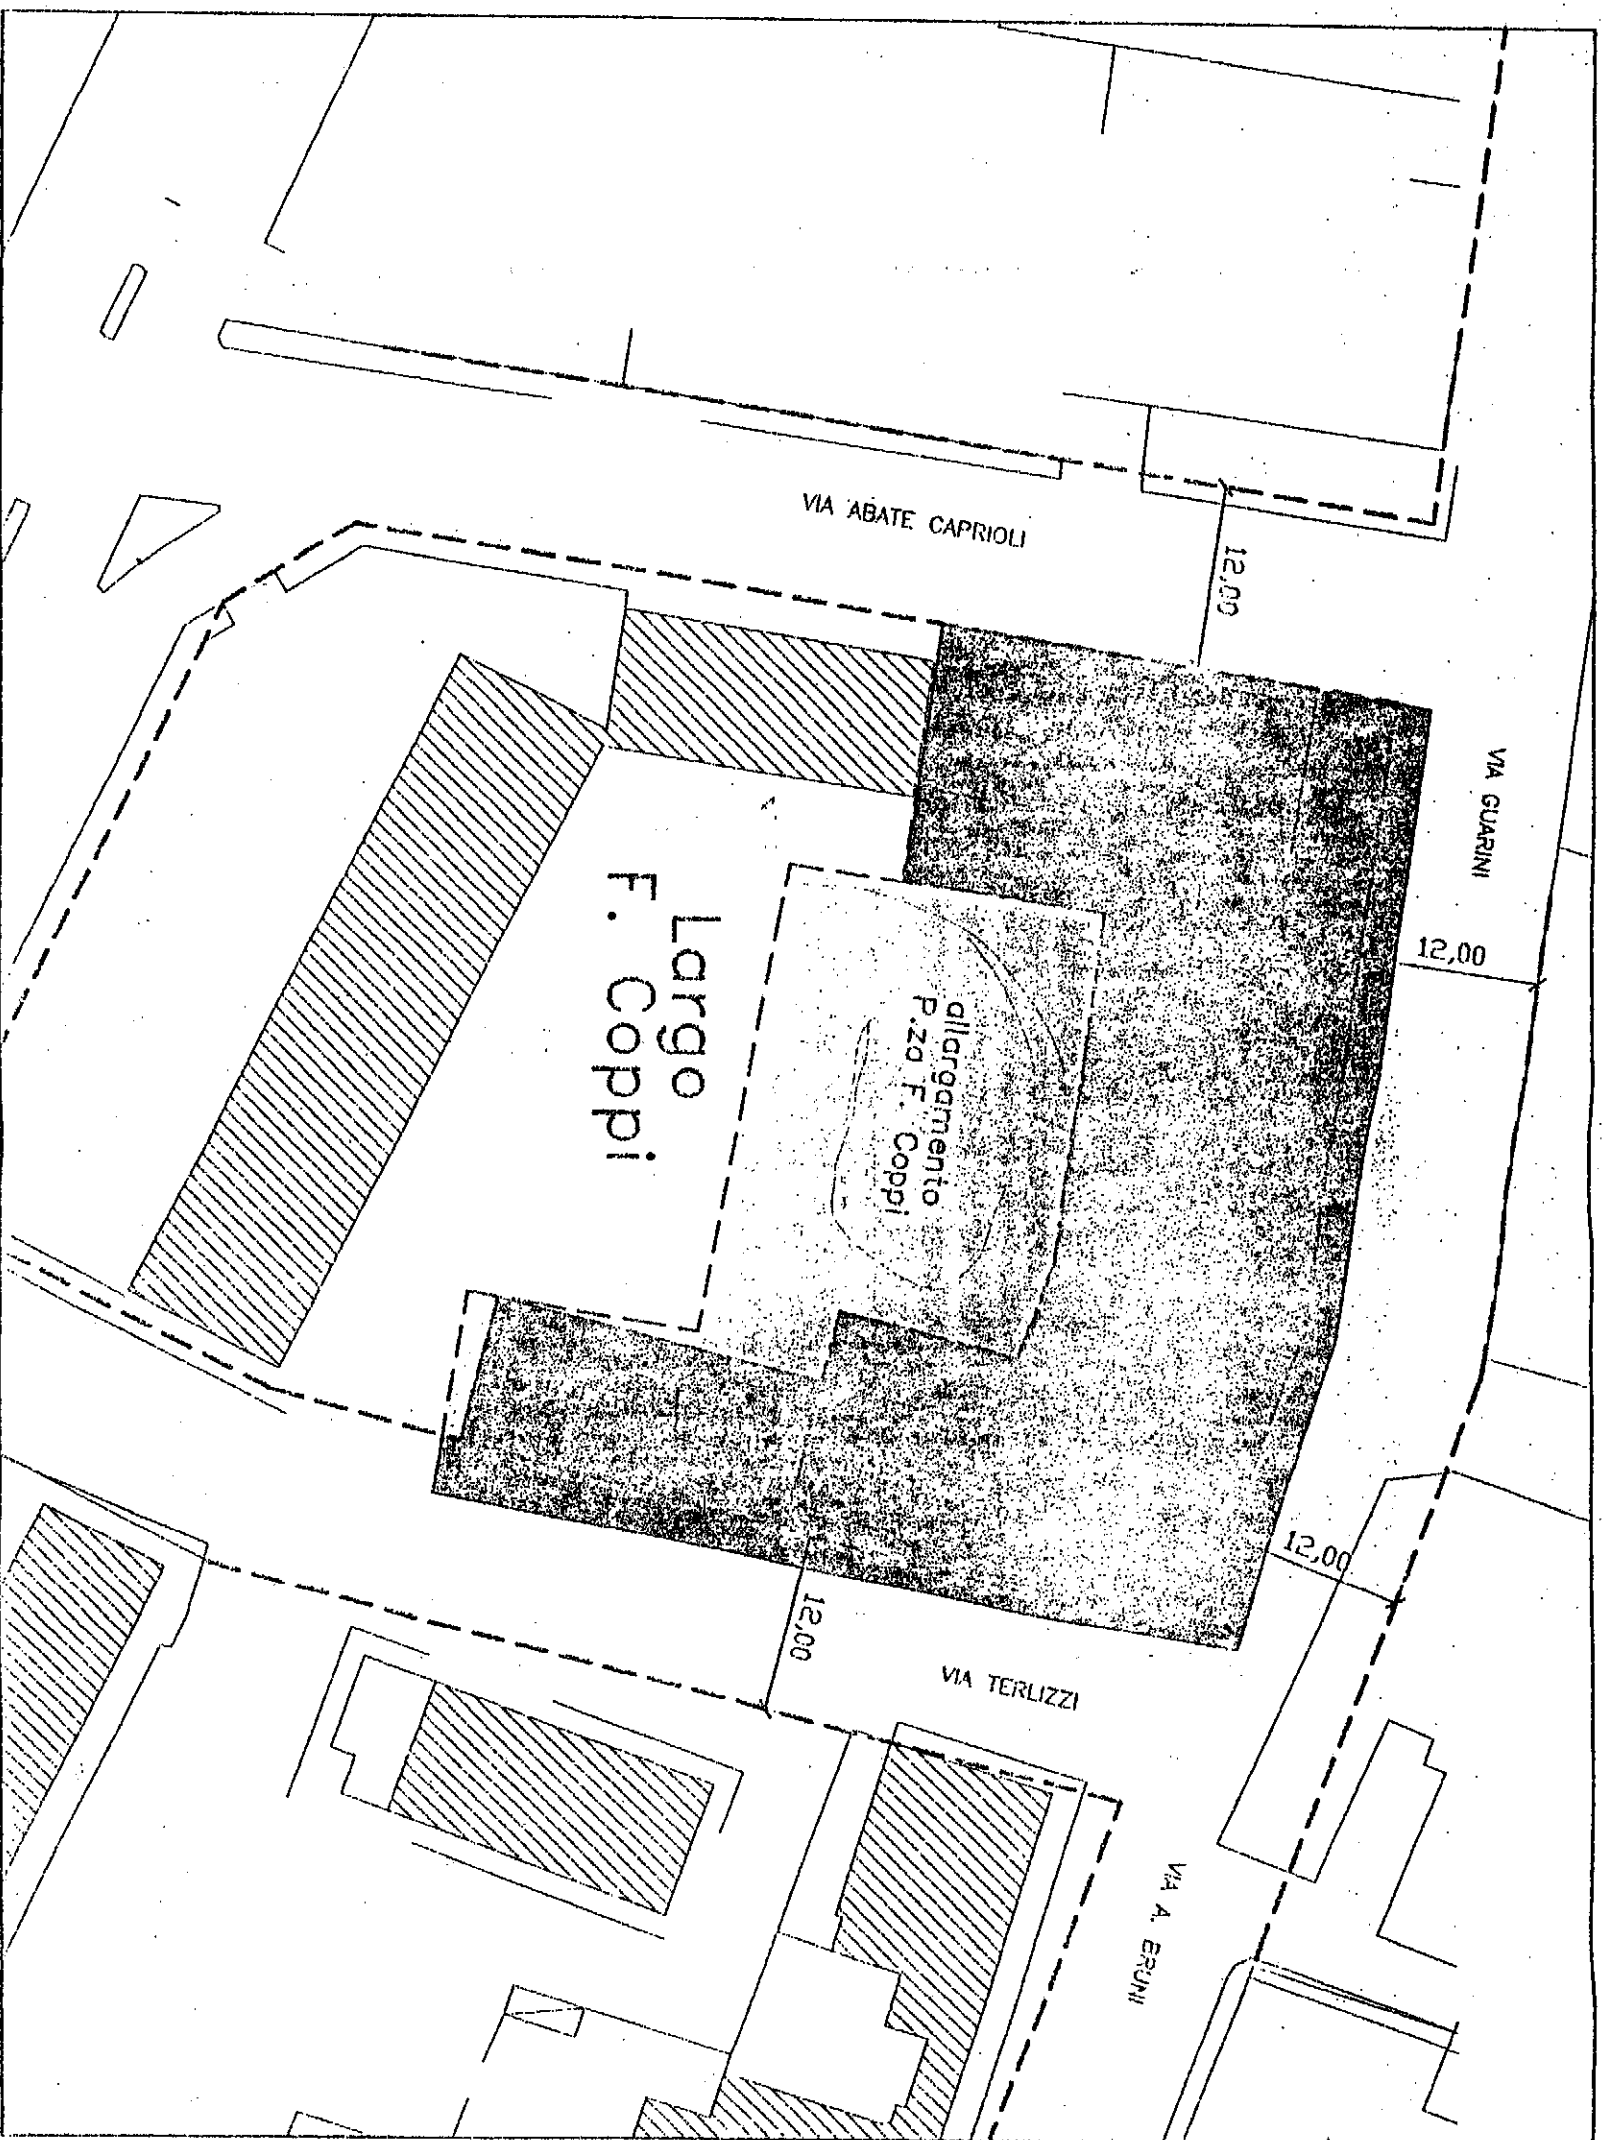 VIA GUARINI
12,00
12,00
VIA ABATE CAPRIOLI
12,00
allargamento
P.za F. Coppi
Largo
F. Coppi
12,00
VIA TERLIZZI
VIA A. BRUNI